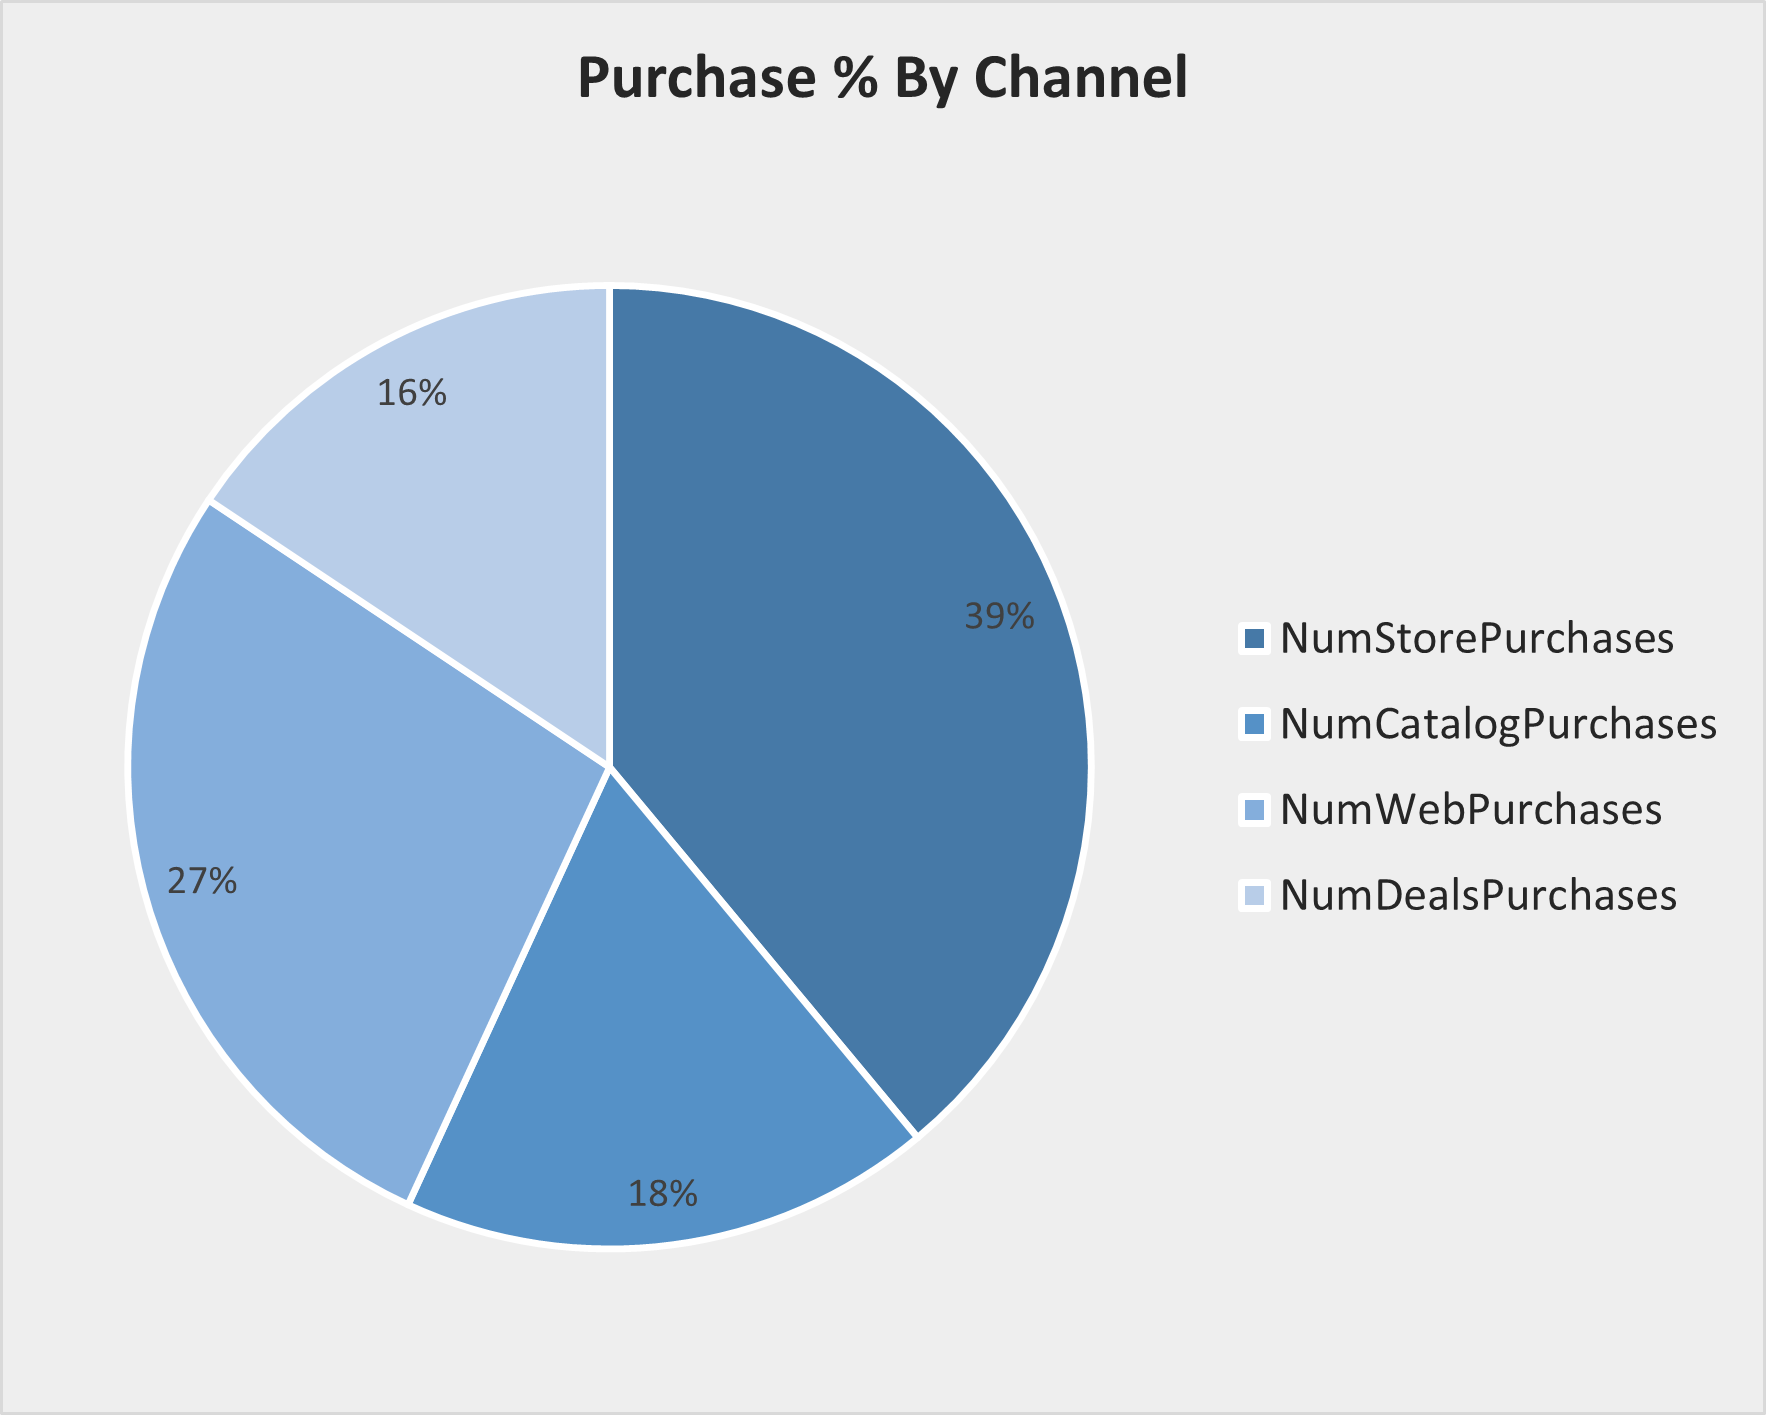 Purchase % By Channel
16%
39%
27%
18%
NumStorePurchases
NumCatalogPurchases
NumWebPurchases
NumDealsPurchases